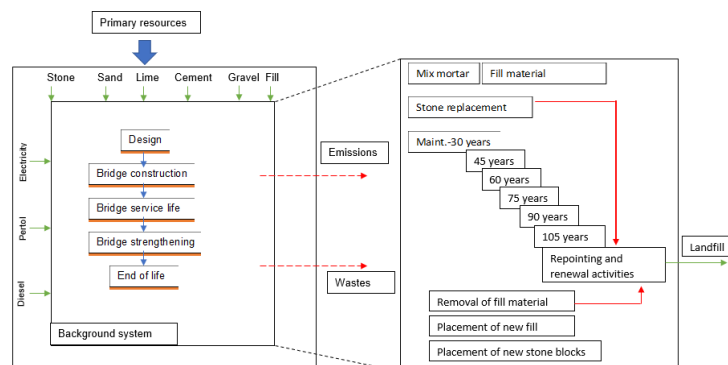 Primary resources
Stone Sand Lime Cement Gravel Fill
Electricity
Pertol
Diesel
Design
Bridge construction
Bridge service life
Bridge strengthening
End of life
Background system
Emissions
Wastes
Mix mortar Fill material
Stone replacement
Maint.-30 years
45 years
60 years
75 years
90 years
105 years
Repointing and
renewal activities
Landfill
Removal of fill material
Placement of new fill
Placement of new stone blocks